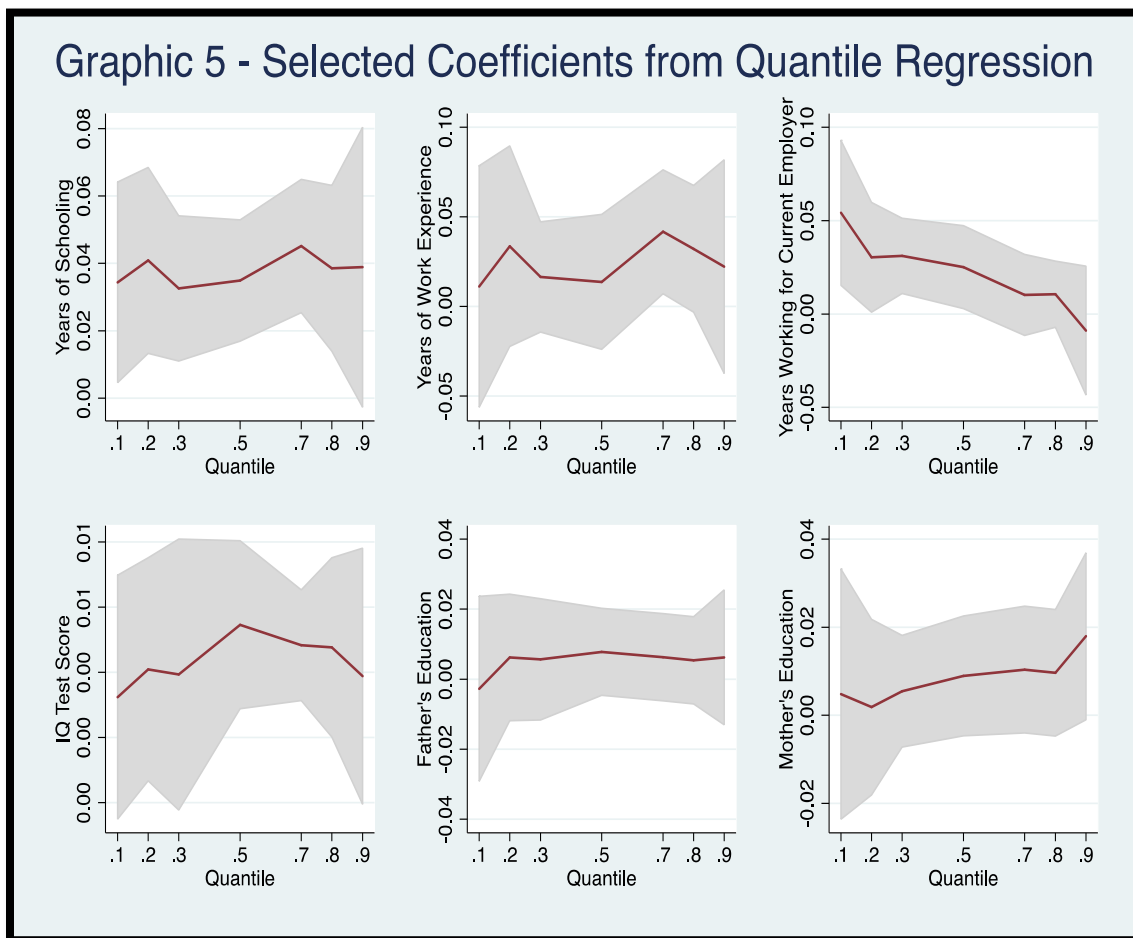 Graphic 5 - Selected Coefficients from Quantile Regression
Years of Schooling
0.08
0.06
0.04
0.02
0.00
.1 .2 .3 .5 .7 .8 .9
Quantile
Years of Work Experience
0.10
0.05
0.00
-0.05
.1 .2 .3 .5 .7 .8 .9
Quantile
Years Working for Current Employer
0.10
0.05
0.00
-0.05
.1 .2 .3 .5 .7 .8 .9
Quantile
IQ Test Score
0.01
0.01
0.00
0.00
0.00
.1 .2 .3 .5 .7 .8 .9
Quantile
Father's Education
0.04
0.02
0.00
-0.02
-0.04
.1 .2 .3 .5 .7 .8 .9
Quantile
Mother's Education
0.04
0.02
0.00
-0.02
.1 .2 .3 .5 .7 .8 .9
Quantile